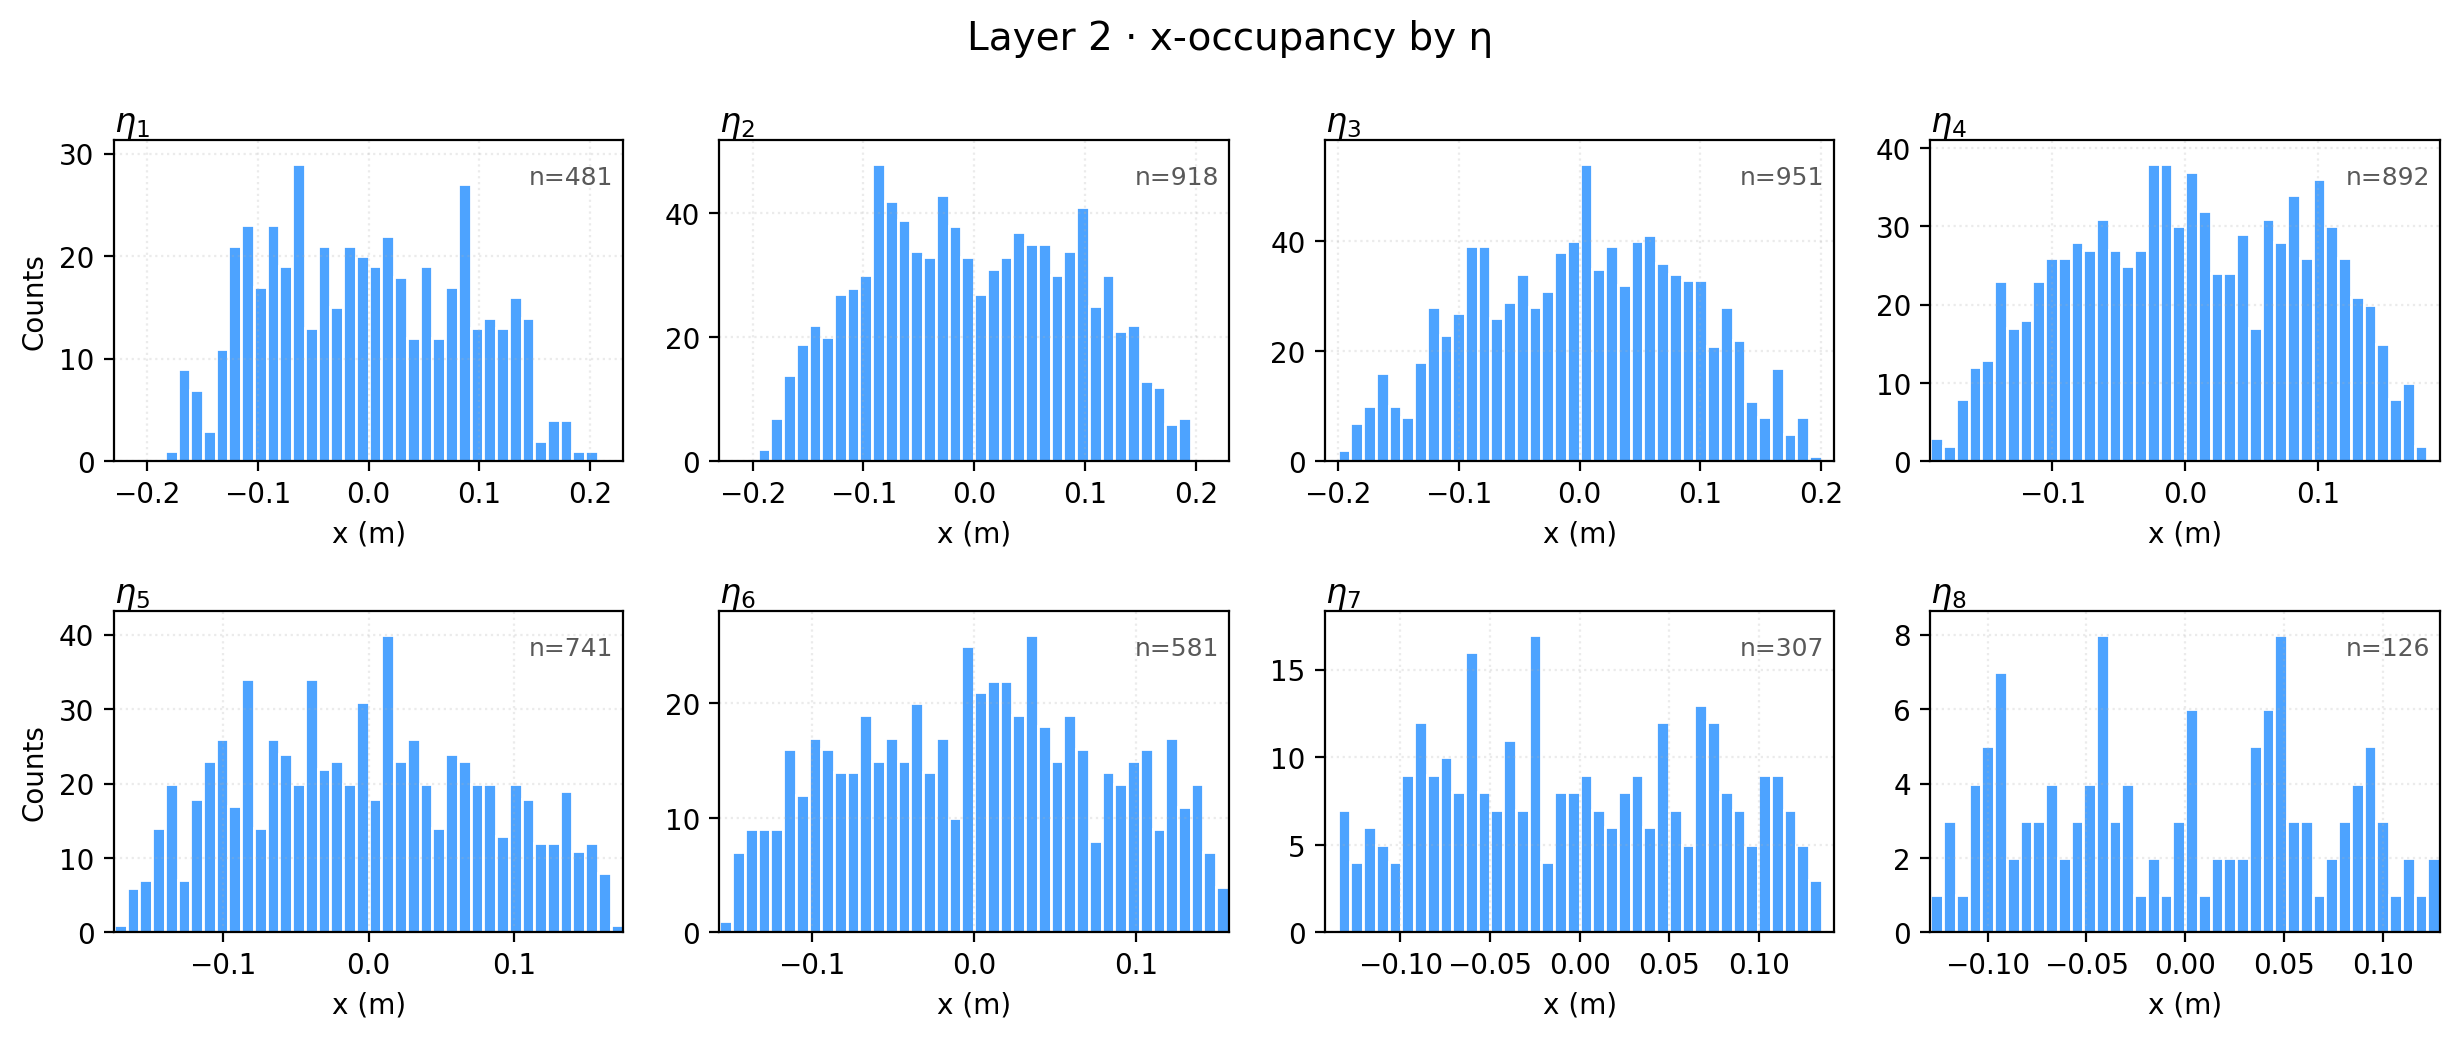 Layer 2 · x-occupancy by η
η1
η2
η3
η4
30
20
10
0
Counts
n=481
−0.2 −0.1 0.0 0.1 0.2
x (m)
40
20
0
n=918
−0.2 −0.1 0.0 0.1 0.2
x (m)
40
20
0
n=951
−0.2 −0.1 0.0 0.1 0.2
x (m)
40
30
20
10
0
n=892
−0.1 0.0 0.1
x (m)
η5
η6
η7
η8
40
30
20
10
0
Counts
n=741
−0.1 0.0 0.1
x (m)
20
10
0
n=581
−0.1 0.0 0.1
x (m)
15
10
5
0
n=307
−0.10 −0.05 0.00 0.05 0.10
x (m)
8
6
4
2
0
n=126
−0.10 −0.05 0.00 0.05 0.10
x (m)